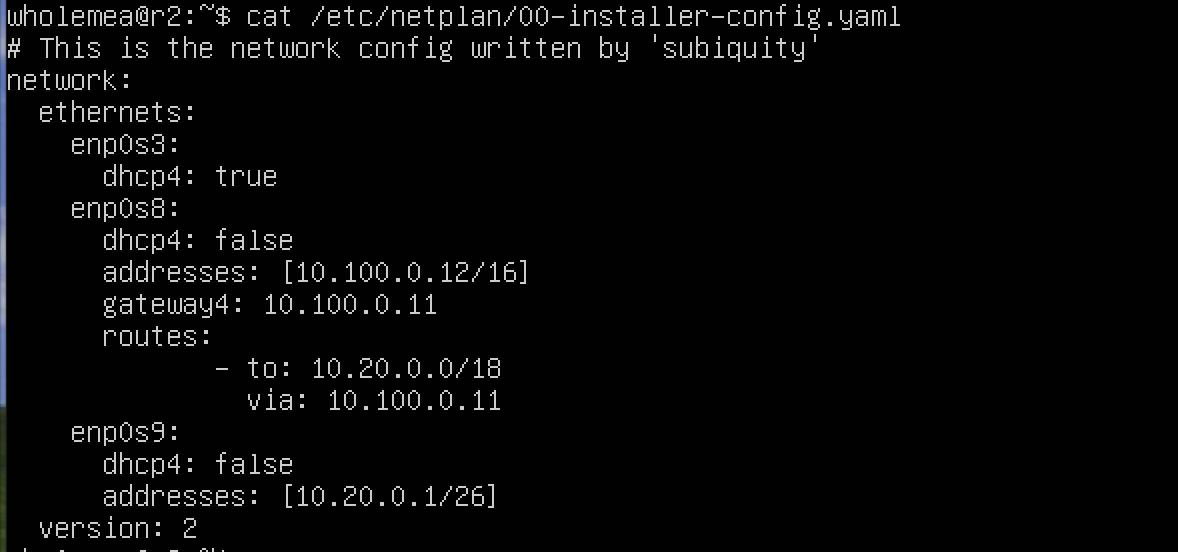 wholemea@r2:~$ cat /etc/netplan/00-installer-config.yaml
# This is the network config written by 'subiquity'
network:
  ethernets:
    enp0s3:
      dhcp4: true
    enp0s8:
      dhcp4: false
      addresses: [10.100.0.12/16]
      gateway4: 10.100.0.11
      routes:
             - to: 10.20.0.0/18
               via: 10.100.0.11
    enp0s9:
      dhcp4: false
      addresses: [10.20.0.1/26]
  version: 2